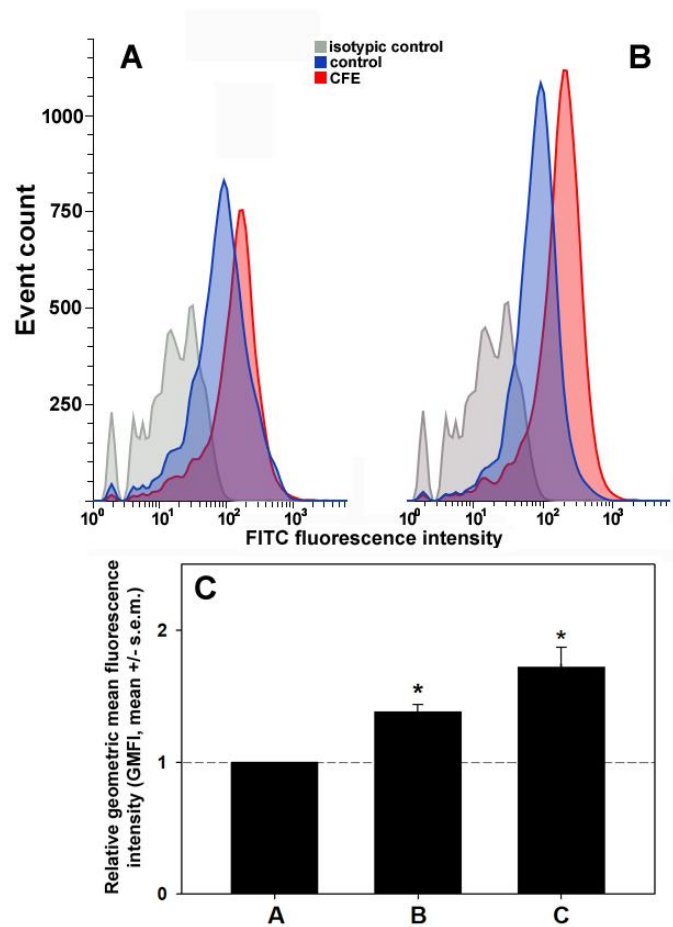 A
isotypic control
control
CFE
B
Event count
1000
750
500
250
10⁰ 10¹ 10² 10³
10⁰ 10¹ 10² 10³
FITC fluorescence intensity
C
Relative geometric mean fluorescence
intensity (GMFI, mean +/- s.e.m.)
2
1
0
*
*
A B C